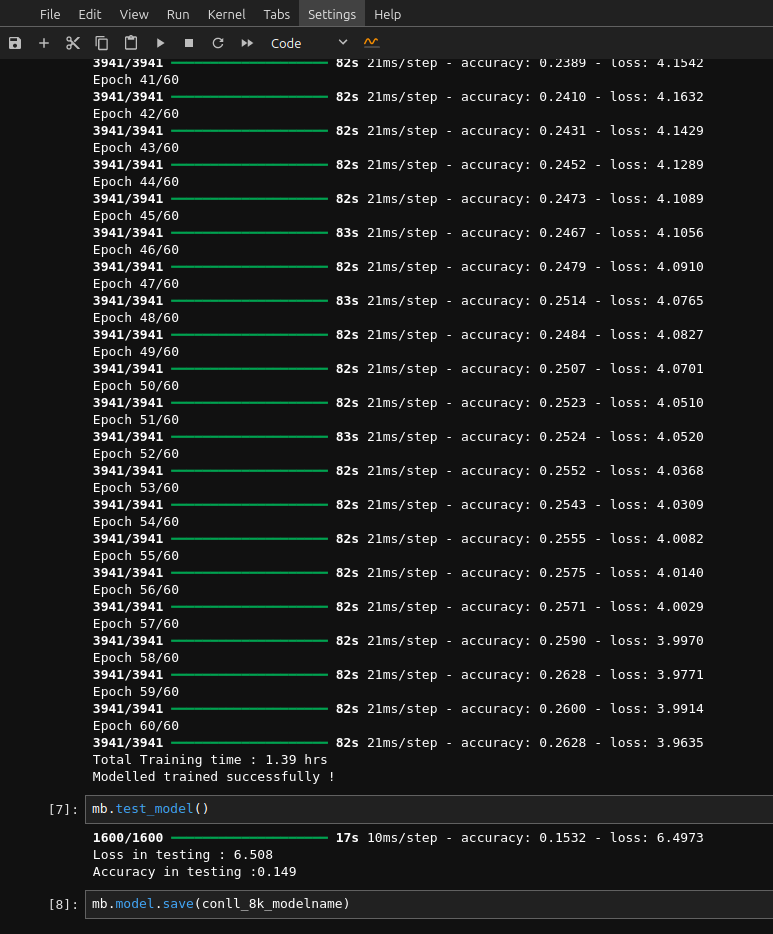 File Edit View Run Kernel Tabs Settings Help
Code
3941/3941 82s 21ms/step - accuracy: 0.2389 - loss: 4.1542
Epoch 41/60
3941/3941 82s 21ms/step - accuracy: 0.2410 - loss: 4.1632
Epoch 42/60
3941/3941 82s 21ms/step - accuracy: 0.2431 - loss: 4.1429
Epoch 43/60
3941/3941 82s 21ms/step - accuracy: 0.2452 - loss: 4.1289
Epoch 44/60
3941/3941 82s 21ms/step - accuracy: 0.2473 - loss: 4.1089
Epoch 45/60
3941/3941 83s 21ms/step - accuracy: 0.2467 - loss: 4.1056
Epoch 46/60
3941/3941 82s 21ms/step - accuracy: 0.2479 - loss: 4.0910
Epoch 47/60
3941/3941 83s 21ms/step - accuracy: 0.2514 - loss: 4.0765
Epoch 48/60
3941/3941 82s 21ms/step - accuracy: 0.2484 - loss: 4.0827
Epoch 49/60
3941/3941 82s 21ms/step - accuracy: 0.2507 - loss: 4.0701
Epoch 50/60
3941/3941 82s 21ms/step - accuracy: 0.2523 - loss: 4.0510
Epoch 51/60
3941/3941 83s 21ms/step - accuracy: 0.2524 - loss: 4.0520
Epoch 52/60
3941/3941 82s 21ms/step - accuracy: 0.2552 - loss: 4.0368
Epoch 53/60
3941/3941 82s 21ms/step - accuracy: 0.2543 - loss: 4.0309
Epoch 54/60
3941/3941 82s 21ms/step - accuracy: 0.2555 - loss: 4.0082
Epoch 55/60
3941/3941 82s 21ms/step - accuracy: 0.2575 - loss: 4.0140
Epoch 56/60
3941/3941 82s 21ms/step - accuracy: 0.2571 - loss: 4.0029
Epoch 57/60
3941/3941 82s 21ms/step - accuracy: 0.2590 - loss: 3.9970
Epoch 58/60
3941/3941 82s 21ms/step - accuracy: 0.2628 - loss: 3.9771
Epoch 59/60
3941/3941 82s 21ms/step - accuracy: 0.2600 - loss: 3.9914
Epoch 60/60
3941/3941 82s 21ms/step - accuracy: 0.2628 - loss: 3.9635
Total Training time : 1.39 hrs
Modelled trained successfully !
[7]: mb.test_model()
1600/1600 17s 10ms/step - accuracy: 0.1532 - loss: 6.4973
Loss in testing : 6.508
Accuracy in testing :0.149
[8]: mb.model.save(conll_8k_modelname)